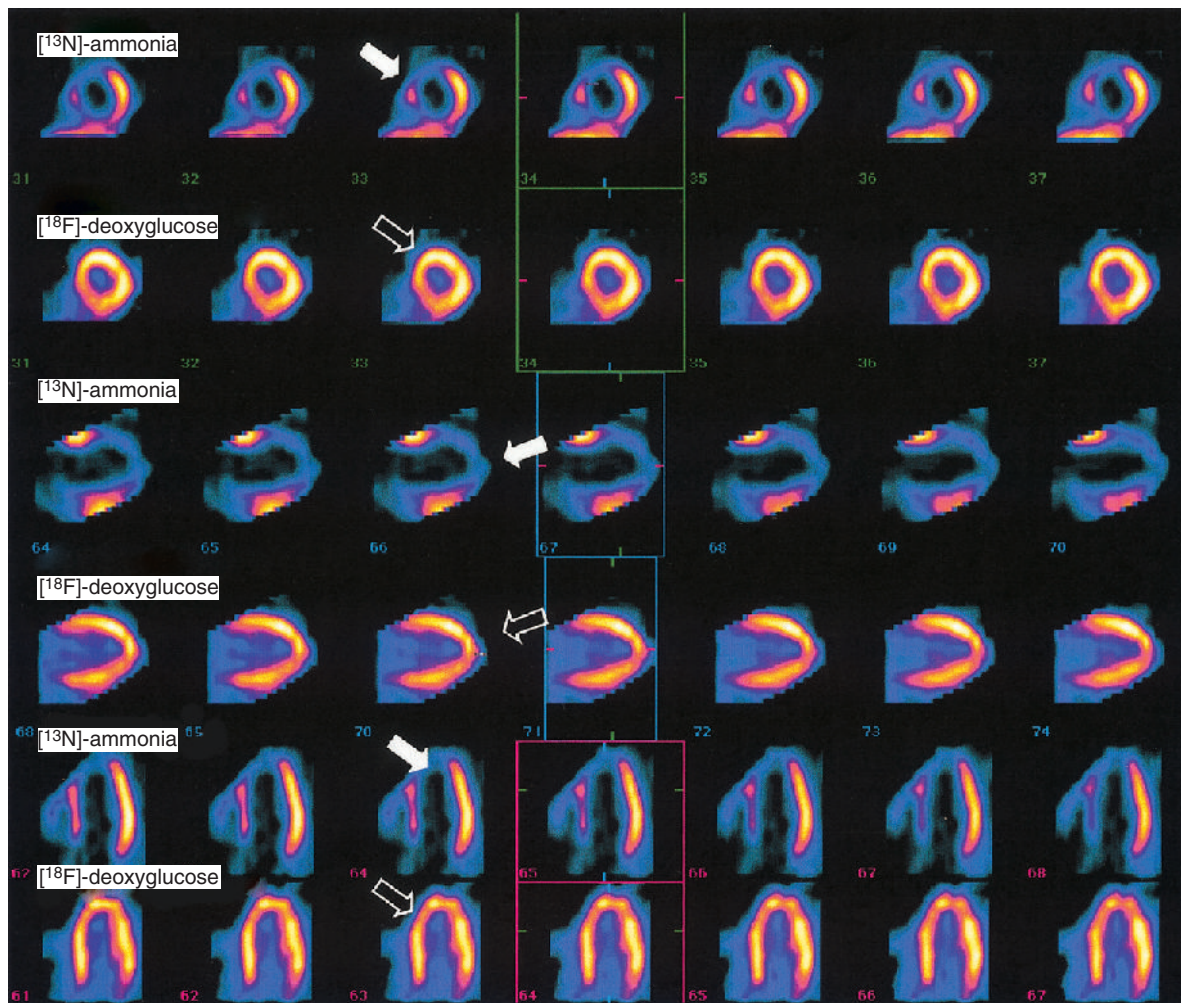 [¹³N]-ammonia
31 32 33 34 35 36 37
[¹⁸F]-deoxyglucose
31 32 33 34 35 36 37
[¹³N]-ammonia
64 65 66 67 68 69 70
[¹⁸F]-deoxyglucose
68 69 70 71 72 73 74
[¹³N]-ammonia
62 64 65 66 67 68
[¹⁸F]-deoxyglucose
61 62 63 64 65 66 67